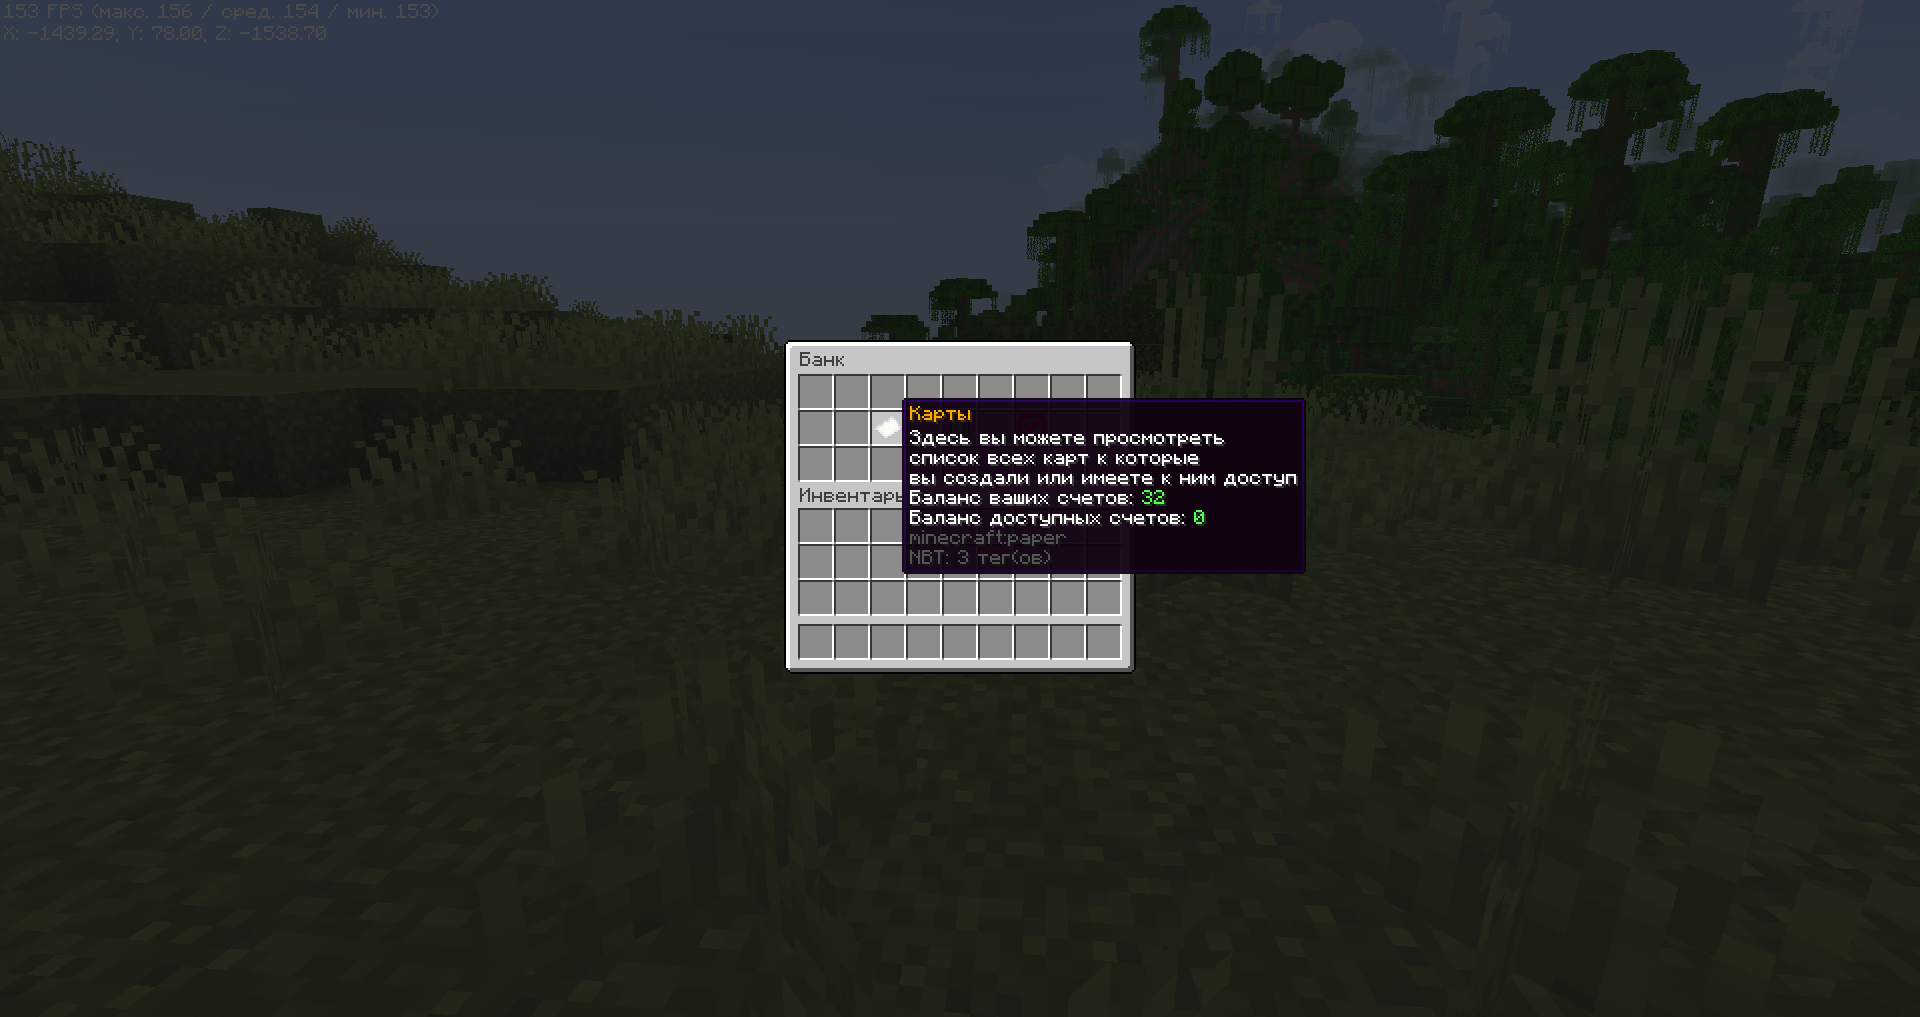 153 FPS (макс. 156 / сред. 154 / мин. 153)
X: -1439.29, Y: 78.00, Z: -1538.70
Банк
Карты
Здесь вы можете просмотреть
список всех карт к которые
вы создали или имеете к ним доступ
Баланс ваших счетов: 32
Баланс доступных счетов: 0
minecraft:paper
NBT: 3 тег(ов)
Инвентарь